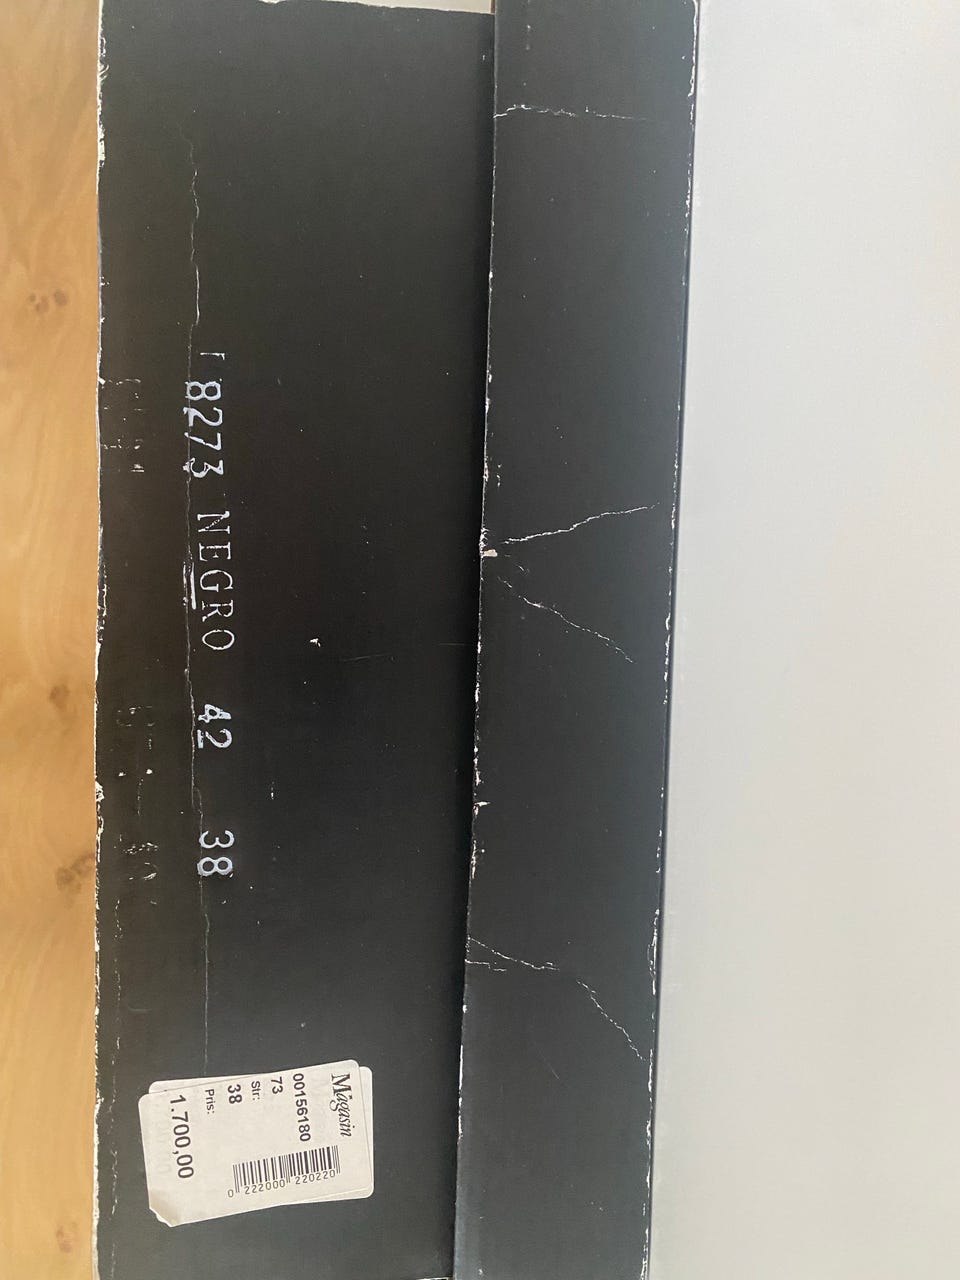 8273 NEGRO 42 38
Magasin
00156180
73
Str:
38
Pris:
1.700,00
0 222000 220220